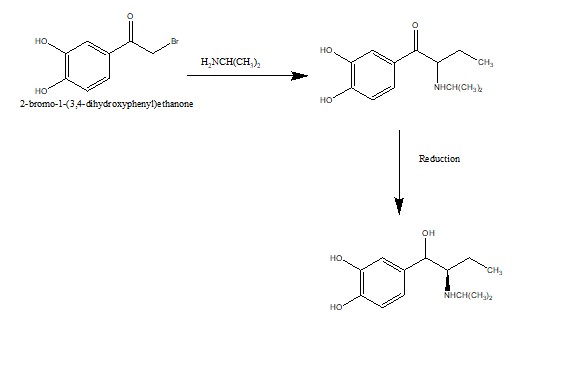 O
HO
Br
HO
2-bromo-1-(3,4-dihydroxyphenyl)ethanone
H₂NCH(CH₃)₂
O
HO
CH₃
HO
NHCH(CH₃)₂
Reduction
OH
HO
CH₃
NHCH(CH₃)₂
HO